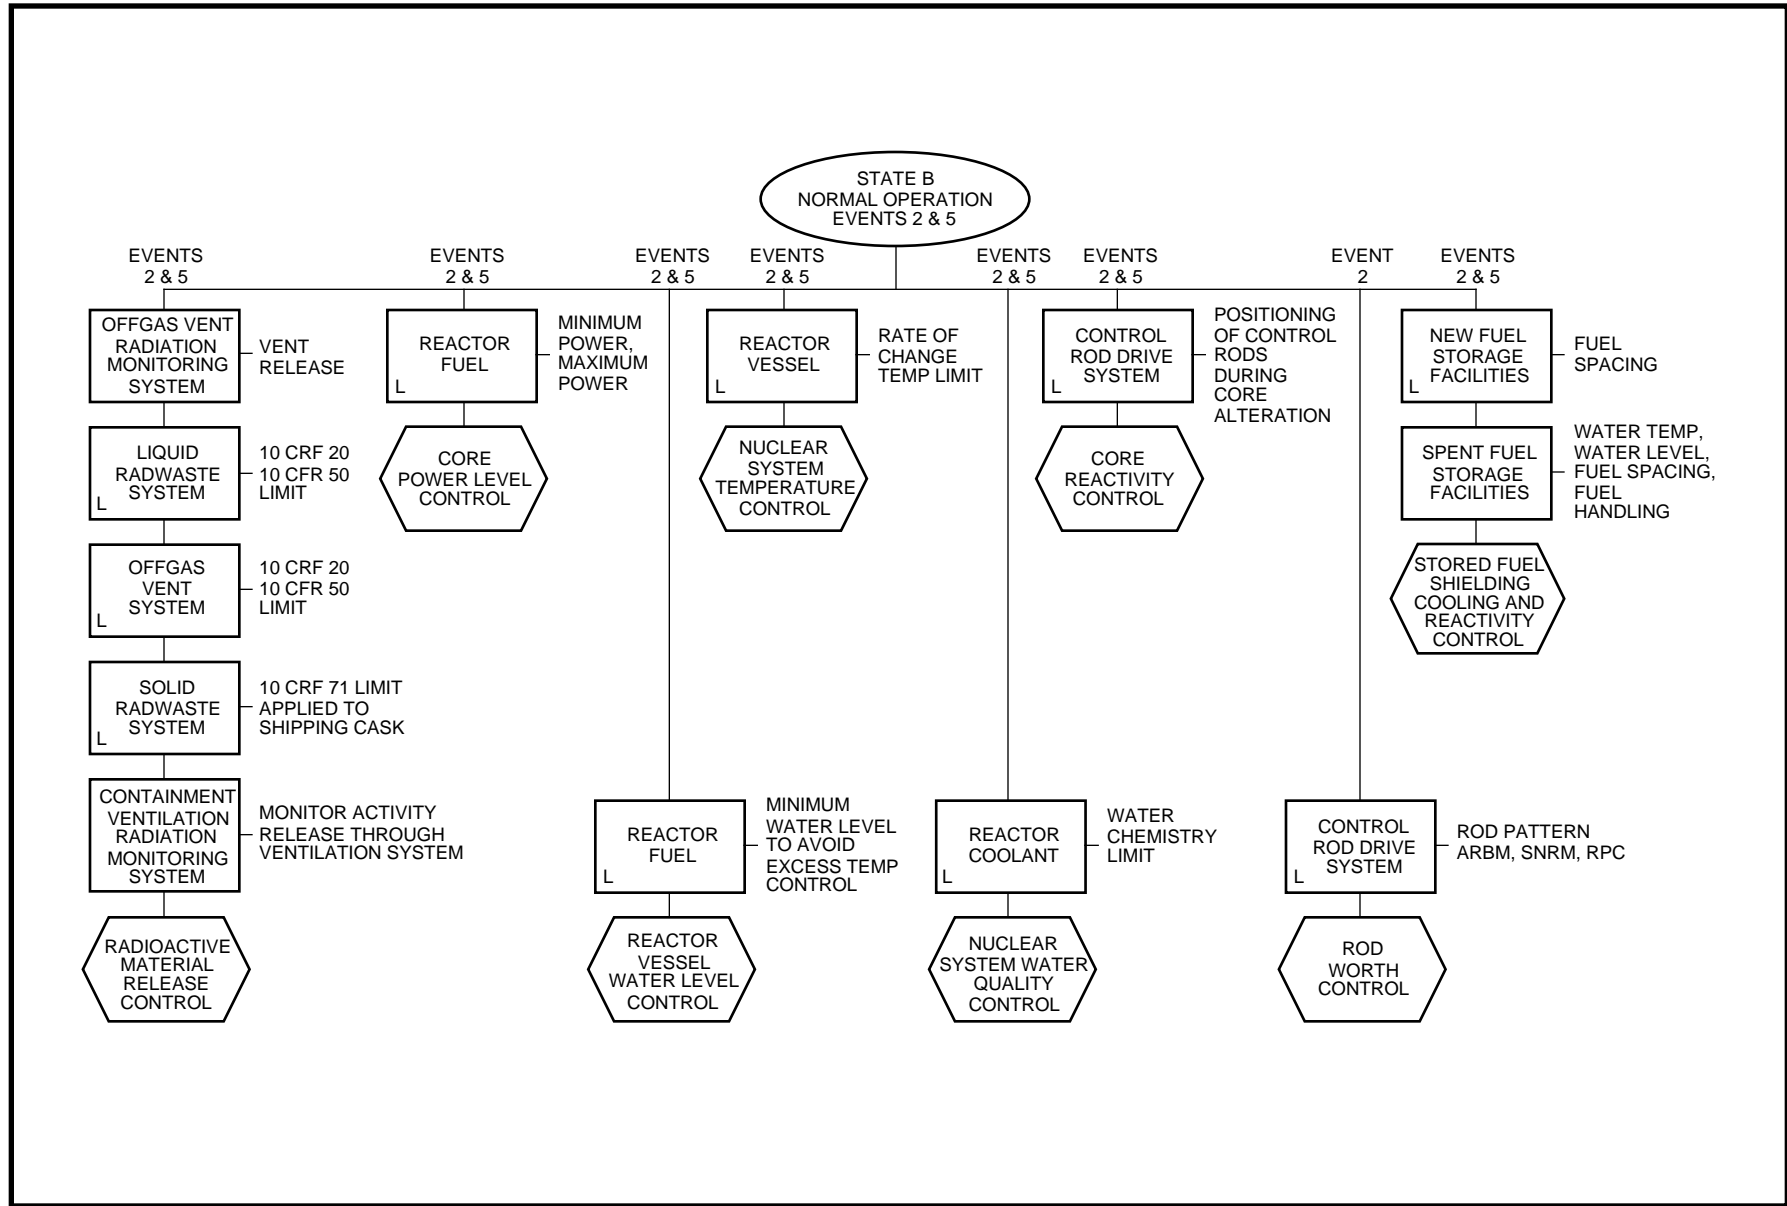 STATE B
NORMAL OPERATION
EVENTS 2 & 5
EVENTS
2 & 5
EVENTS
2 & 5
EVENTS
2 & 5
EVENTS
2 & 5
EVENTS
2 & 5
EVENTS
2 & 5
EVENT
2
EVENTS
2 & 5
OFFGAS VENT
RADIATION
MONITORING
SYSTEM
VENT
RELEASE
LIQUID
RADWASTE
SYSTEM
L
10 CRF 20
10 CFR 50
LIMIT
OFFGAS
VENT
SYSTEM
L
10 CRF 20
10 CFR 50
LIMIT
SOLID
RADWASTE
SYSTEM
L
10 CRF 71 LIMIT
APPLIED TO
SHIPPING CASK
CONTAINMENT
VENTILATION
RADIATION
MONITORING
SYSTEM
MONITOR ACTIVITY
RELEASE THROUGH
VENTILATION SYSTEM
RADIOACTIVE
MATERIAL
RELEASE
CONTROL
REACTOR
FUEL
L
MINIMUM
POWER,
MAXIMUM
POWER
CORE
POWER LEVEL
CONTROL
REACTOR
FUEL
L
MINIMUM
WATER LEVEL
TO AVOID
EXCESS TEMP
CONTROL
REACTOR
VESSEL
WATER LEVEL
CONTROL
REACTOR
VESSEL
L
RATE OF
CHANGE
TEMP LIMIT
NUCLEAR
SYSTEM
TEMPERATURE
CONTROL
REACTOR
COOLANT
L
WATER
CHEMISTRY
LIMIT
NUCLEAR
SYSTEM WATER
QUALITY
CONTROL
CONTROL
ROD DRIVE
SYSTEM
L
POSITIONING
OF CONTROL
RODS
DURING
CORE
ALTERATION
CORE
REACTIVITY
CONTROL
CONTROL
ROD DRIVE
SYSTEM
L
ROD PATTERN
ARBM, SNRM, RPC
ROD
WORTH
CONTROL
NEW FUEL
STORAGE
FACILITIES
L
FUEL
SPACING
SPENT FUEL
STORAGE
FACILITIES
WATER TEMP,
WATER LEVEL,
FUEL SPACING,
FUEL
HANDLING
STORED FUEL
SHIELDING
COOLING AND
REACTIVITY
CONTROL